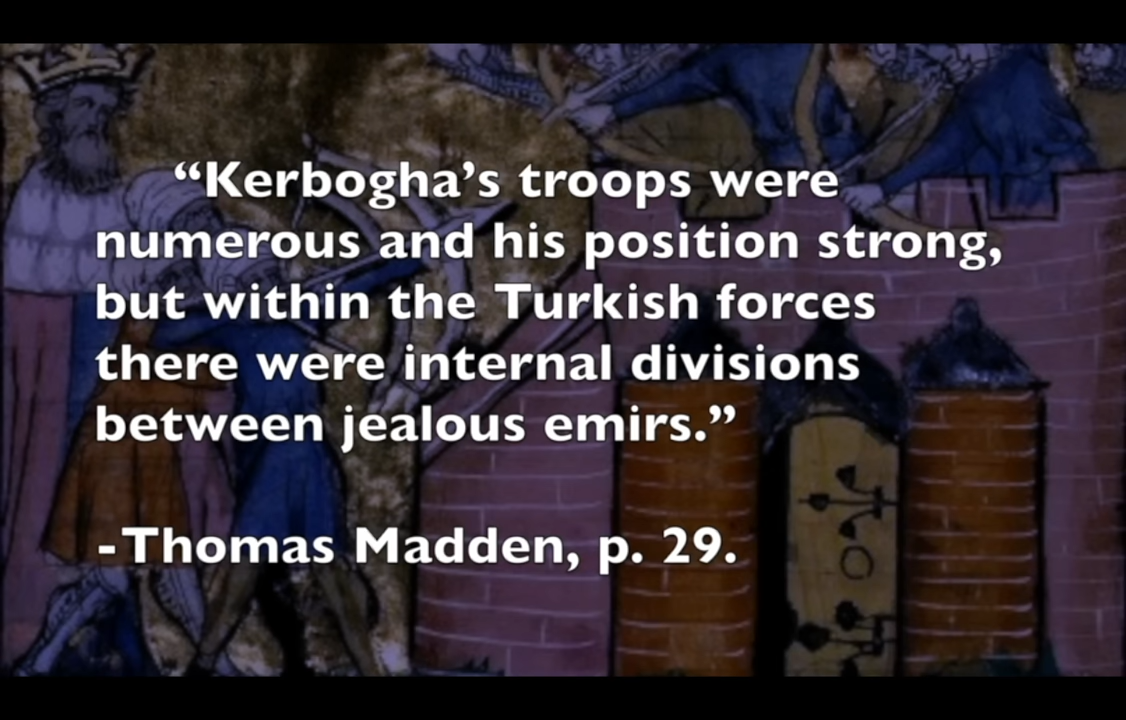 “Kerbogha’s troops were
numerous and his position strong,
but within the Turkish forces
there were internal divisions
between jealous emirs.”
-Thomas Madden, p. 29.